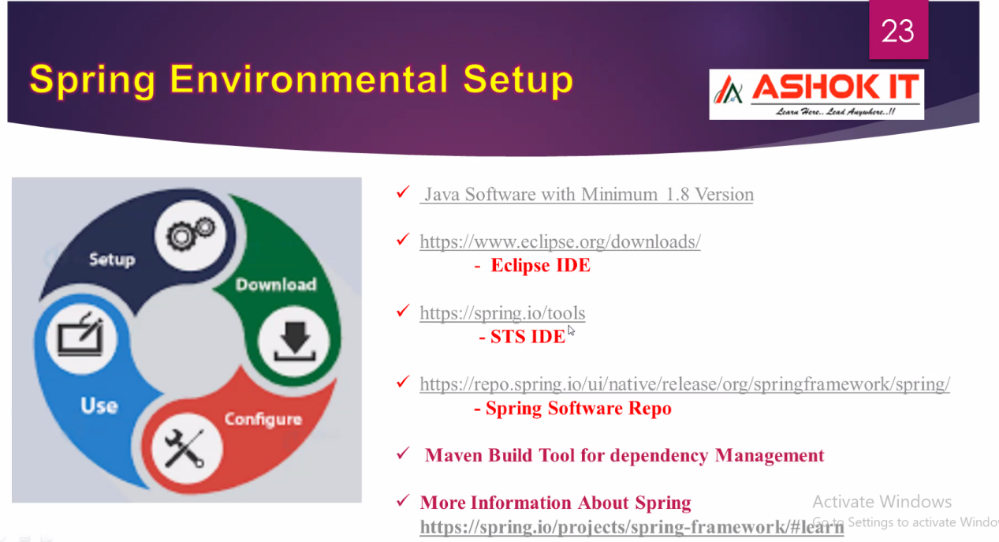 23
Spring Environmental Setup
ASHOK IT
Learn Here.. Lead Anywhere..!!
Setup
Download
Configure
Use
✓ Java Software with Minimum 1.8 Version
✓ https://www.eclipse.org/downloads/
- Eclipse IDE
✓ https://spring.io/tools
- STS IDE
✓ https://repo.spring.io/ui/native/release/org/springframework/spring/
- Spring Software Repo
✓ Maven Build Tool for dependency Management
✓ More Information About Spring
https://spring.io/projects/spring-framework/#learn
Activate Windows
Go to Settings to activate Windo